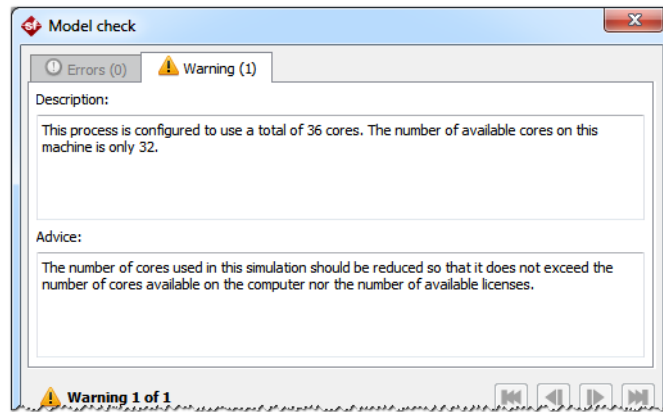 Model check
Errors (0)
Warning (1)
Description:
This process is configured to use a total of 36 cores. The number of available cores on this
machine is only 32.
Advice:
The number of cores used in this simulation should be reduced so that it does not exceed the
number of cores available on the computer nor the number of available licenses.
Warning 1 of 1